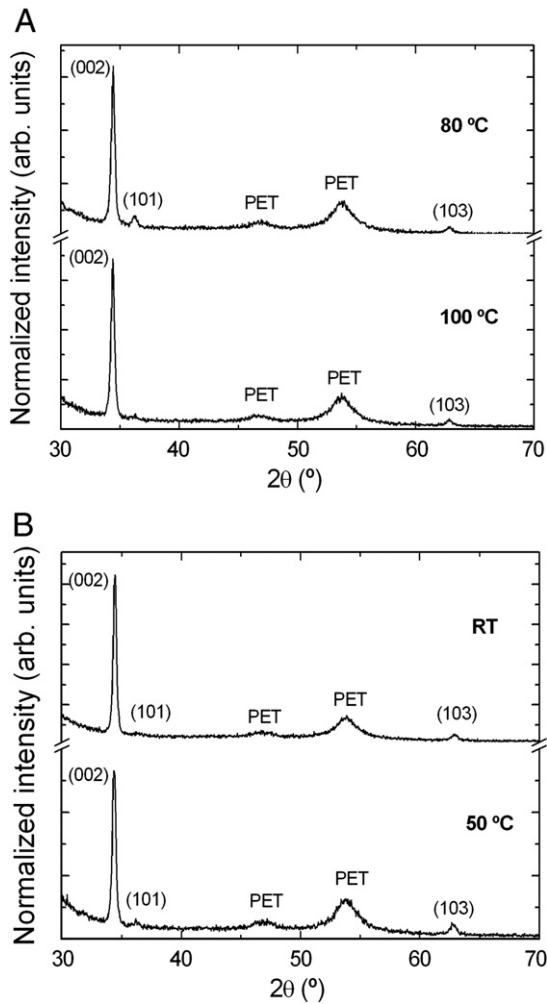 A
Normalized intensity (arb. units)
(002)
(101)
PET
PET
(103)
80 ºC
(002)
PET
PET
(103)
100 ºC
30 40 50 60 70
2θ (º)
B
Normalized intensity (arb. units)
(002)
(101)
PET
PET
(103)
RT
(002)
(101)
PET
PET
(103)
50 ºC
30 40 50 60 70
2θ (º)